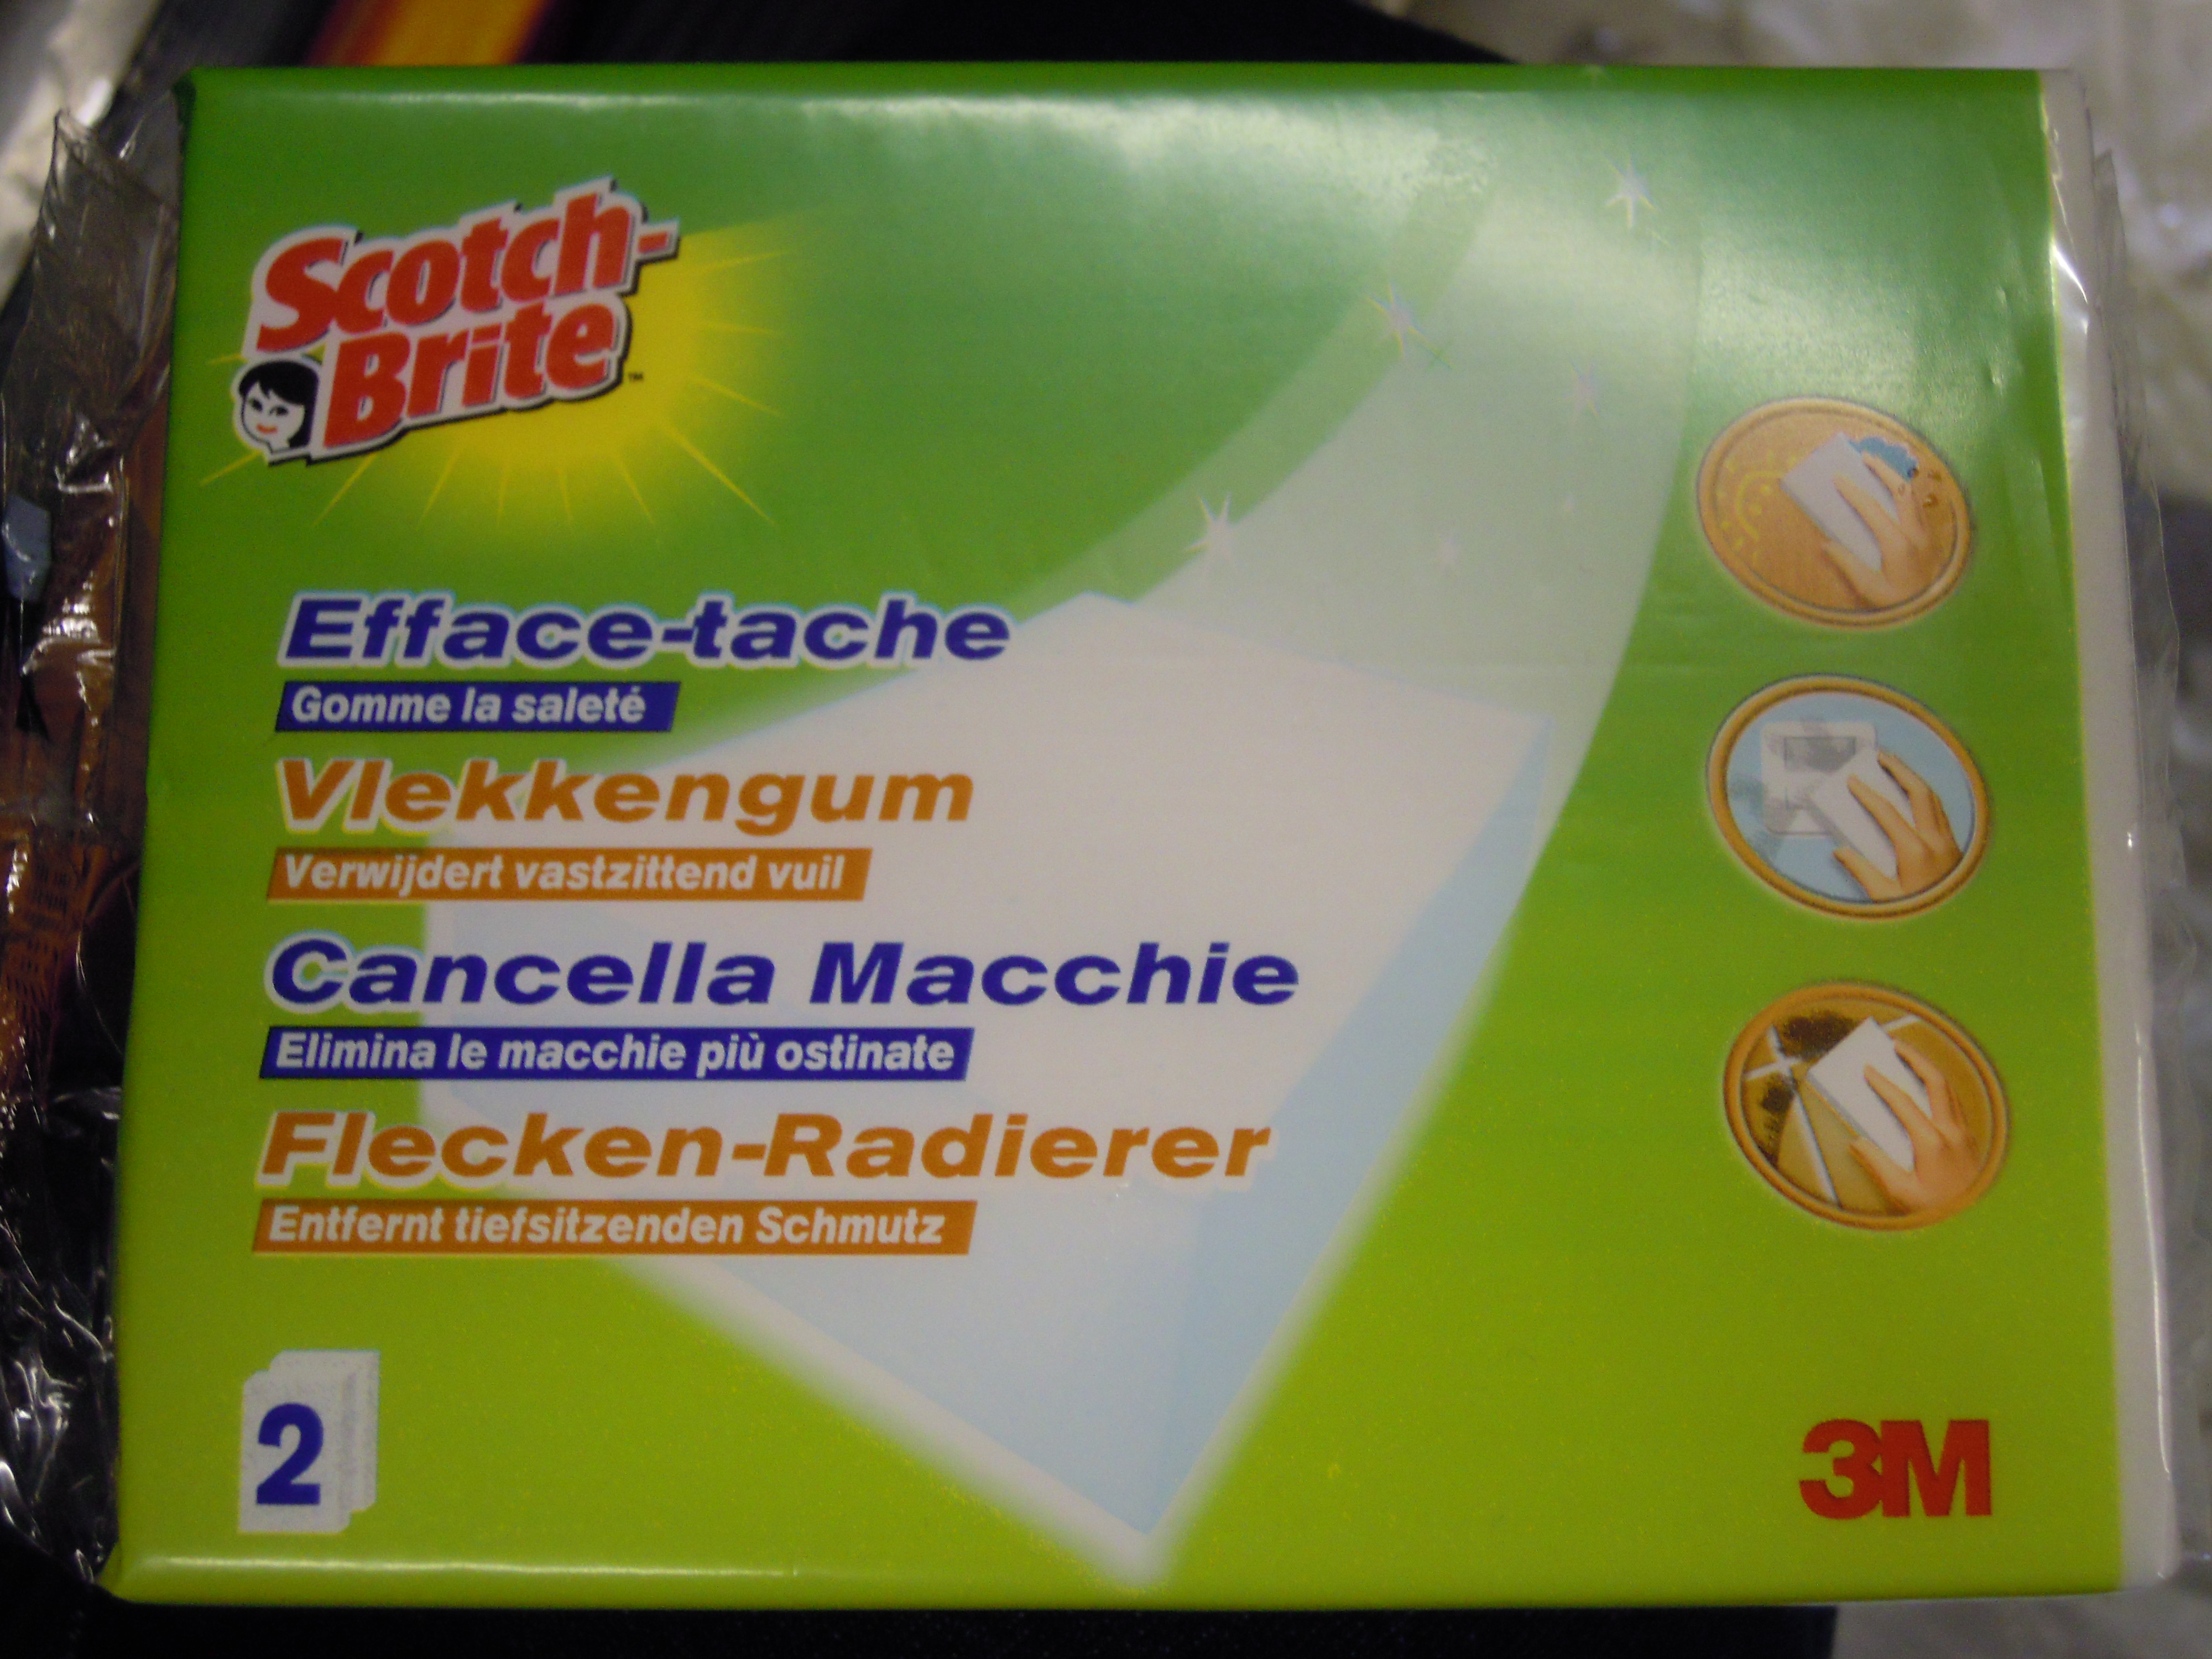 Scotch-
Brite™
Efface-tache
Gomme la saleté
Vlekkengum
Verwijdert vastzittend vuil
Cancella Macchie
Elimina le macchie più ostinate
Flecken-Radierer
Entfernt tiefsitzenden Schmutz
2
3M